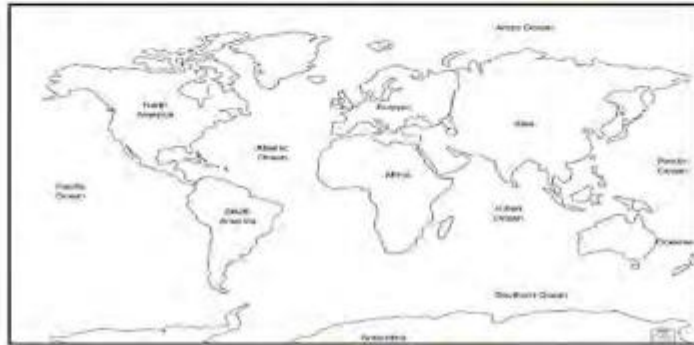 Arctic Ocean
North
America
Europe
Asia
Atlantic
Ocean
Pacific
Ocean
Africa
Pacific
Ocean
South
America
Indian
Ocean
Oceania
Southern Ocean
Antarctica